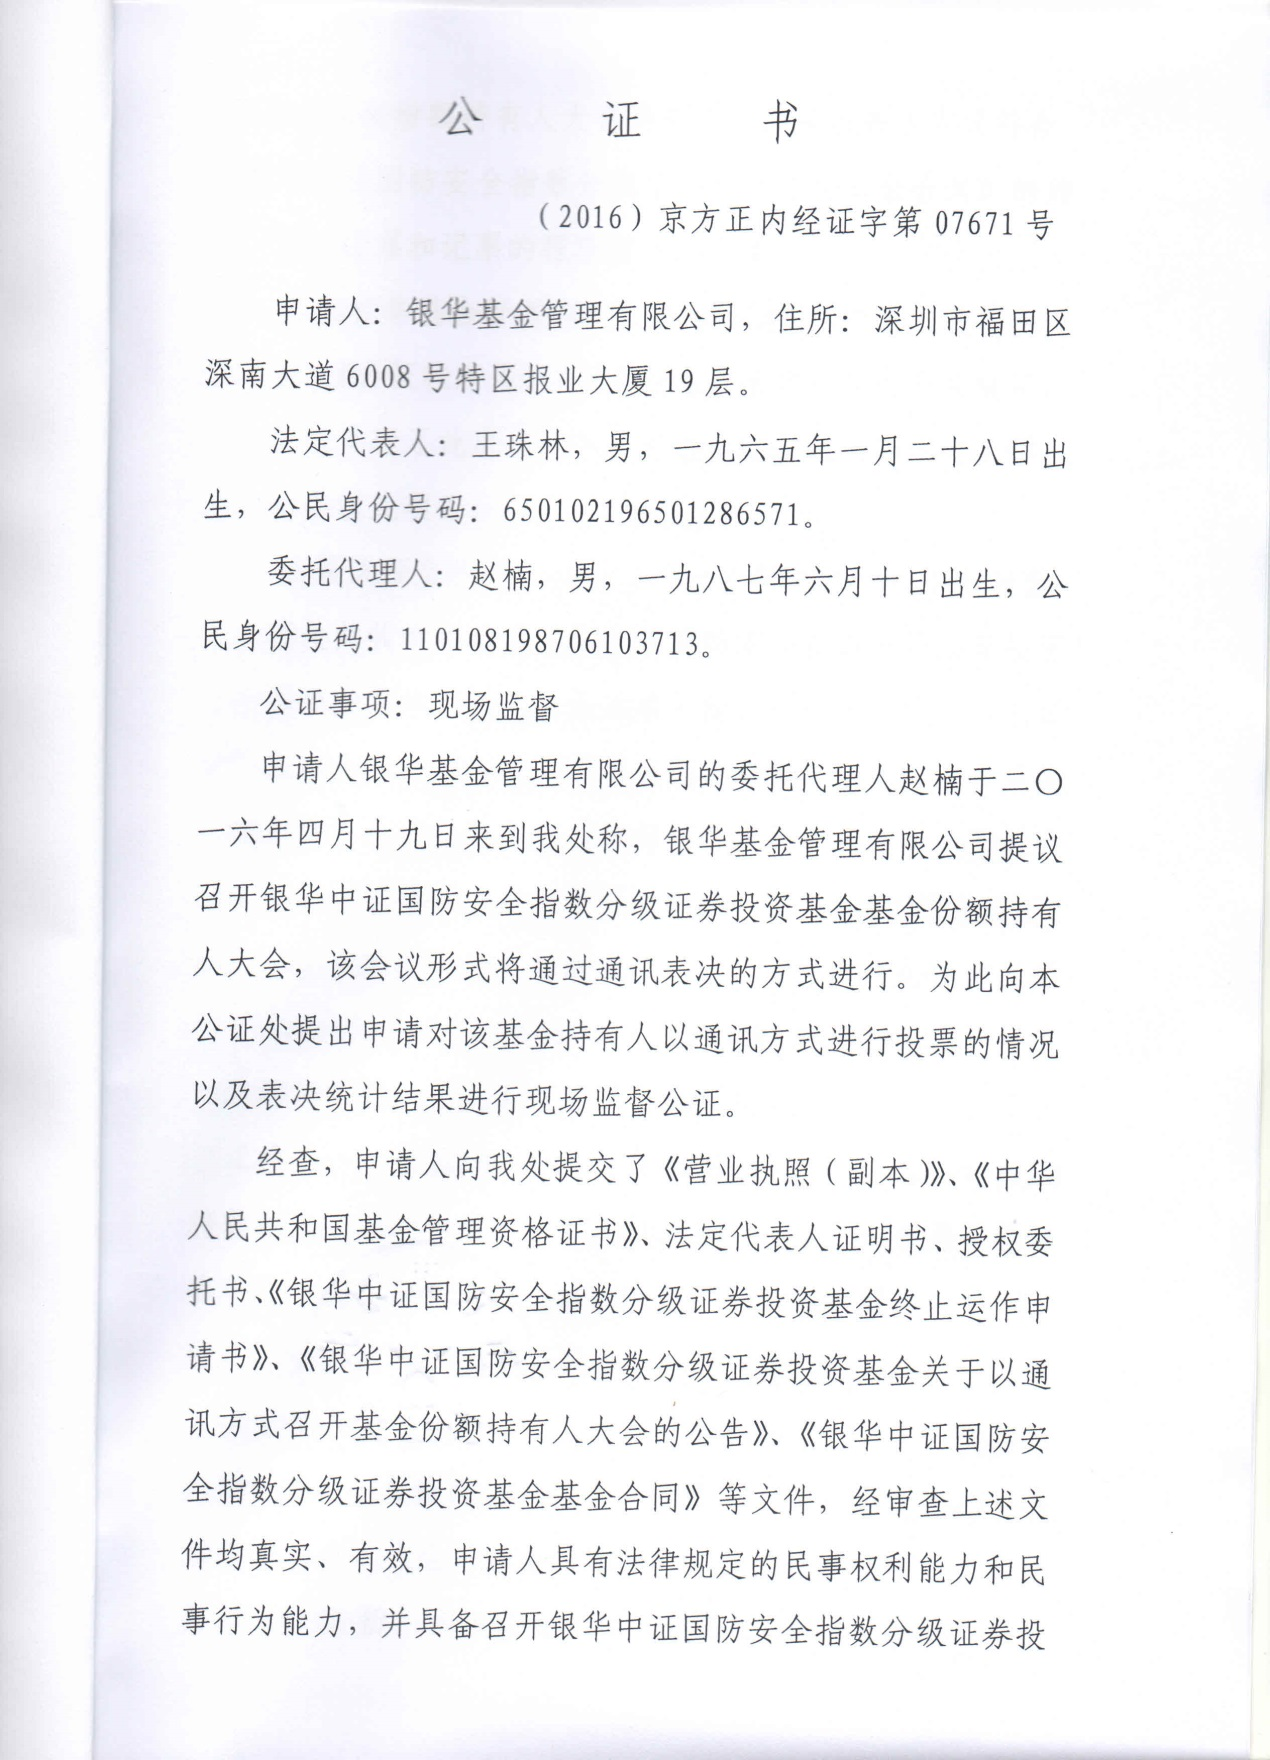 公证书
（2016）京方正内经证字第 07671 号
申请人：银华基金管理有限公司，住所：深圳市福田区
深南大道 6008 号特区报业大厦 19 层。
法定代表人：王珠林，男，一九六五年一月二十八日出
生，公民身份号码：650102196501286571。
委托代理人：赵楠，男，一九八七年六月十日出生，公
民身份号码：110108198706103713。
公证事项：现场监督
申请人银华基金管理有限公司的委托代理人赵楠于二〇
一六年四月十九日来到我处称，银华基金管理有限公司提议
召开银华中证国防安全指数分级证券投资基金基金份额持有
人大会，该会议形式将通过通讯表决的方式进行。为此向本
公证处提出申请对该基金持有人以通讯方式进行投票的情况
以及表决统计结果进行现场监督公证。
经查，申请人向我处提交了《营业执照（副本）》、《中华
人民共和国基金管理资格证书》、法定代表人证明书、授权委
托书、《银华中证国防安全指数分级证券投资基金终止运作申
请书》、《银华中证国防安全指数分级证券投资基金关于以通
讯方式召开基金份额持有人大会的公告》、《银华中证国防安
全指数分级证券投资基金基金合同》等文件，经审查上述文
件均真实、有效，申请人具有法律规定的民事权利能力和民
事行为能力，并具备召开银华中证国防安全指数分级证券投